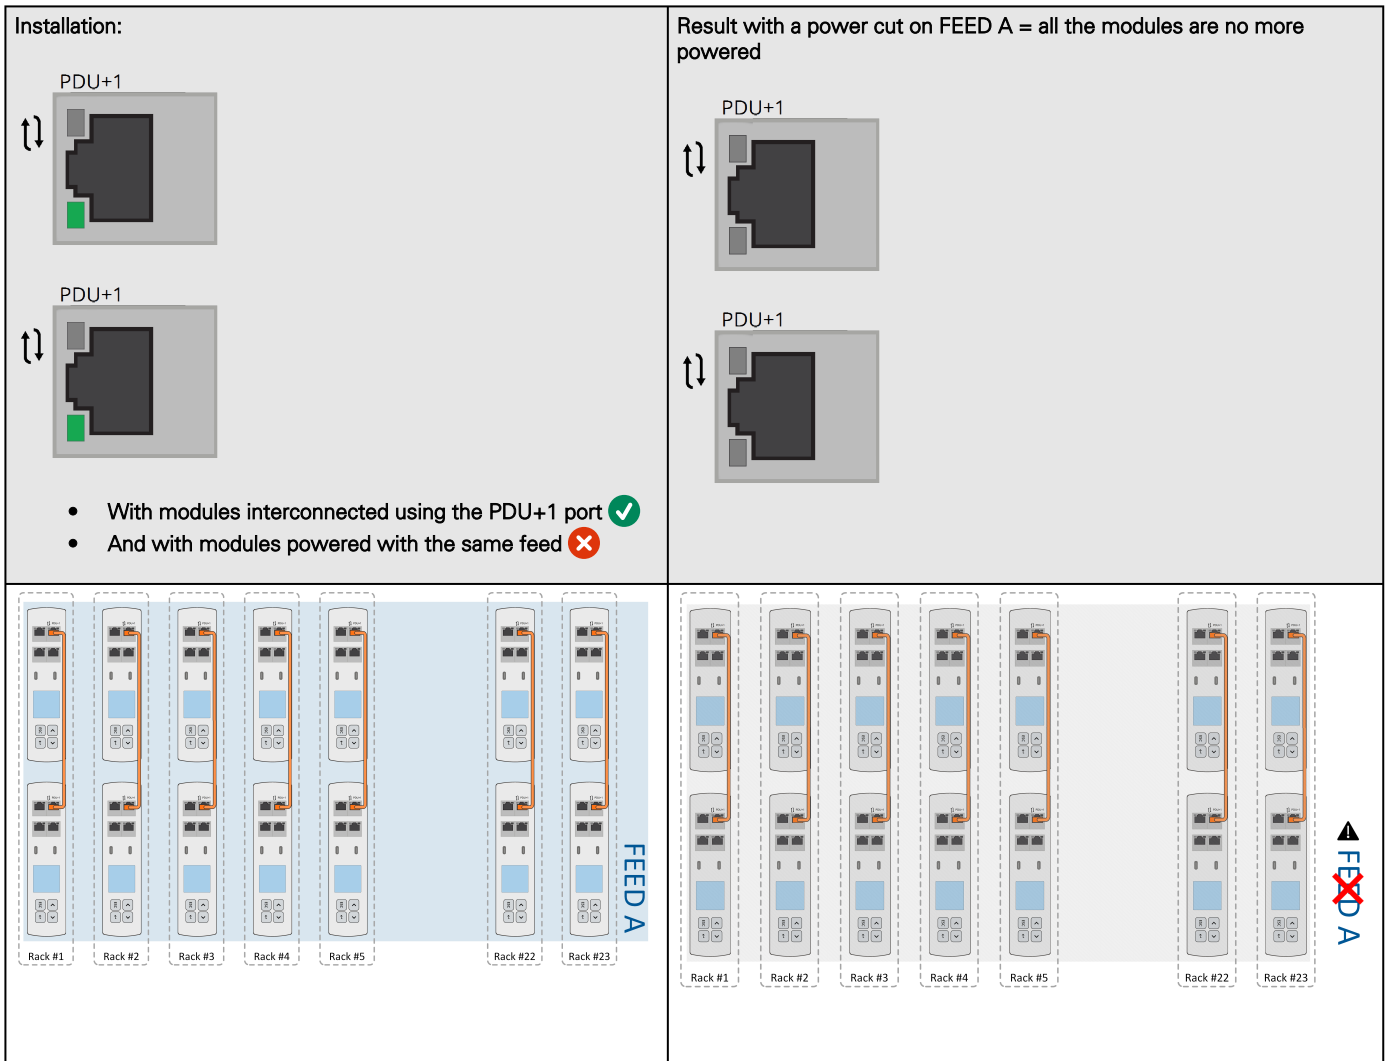 Installation:
PDU+1
PDU+1
• With modules interconnected using the PDU+1 port
• And with modules powered with the same feed
Result with a power cut on FEED A = all the modules are no more
powered
PDU+1
PDU+1
FEED A
Rack #1 Rack #2 Rack #3 Rack #4 Rack #5 Rack #22 Rack #23
FEED A
Rack #1 Rack #2 Rack #3 Rack #4 Rack #5 Rack #22 Rack #23